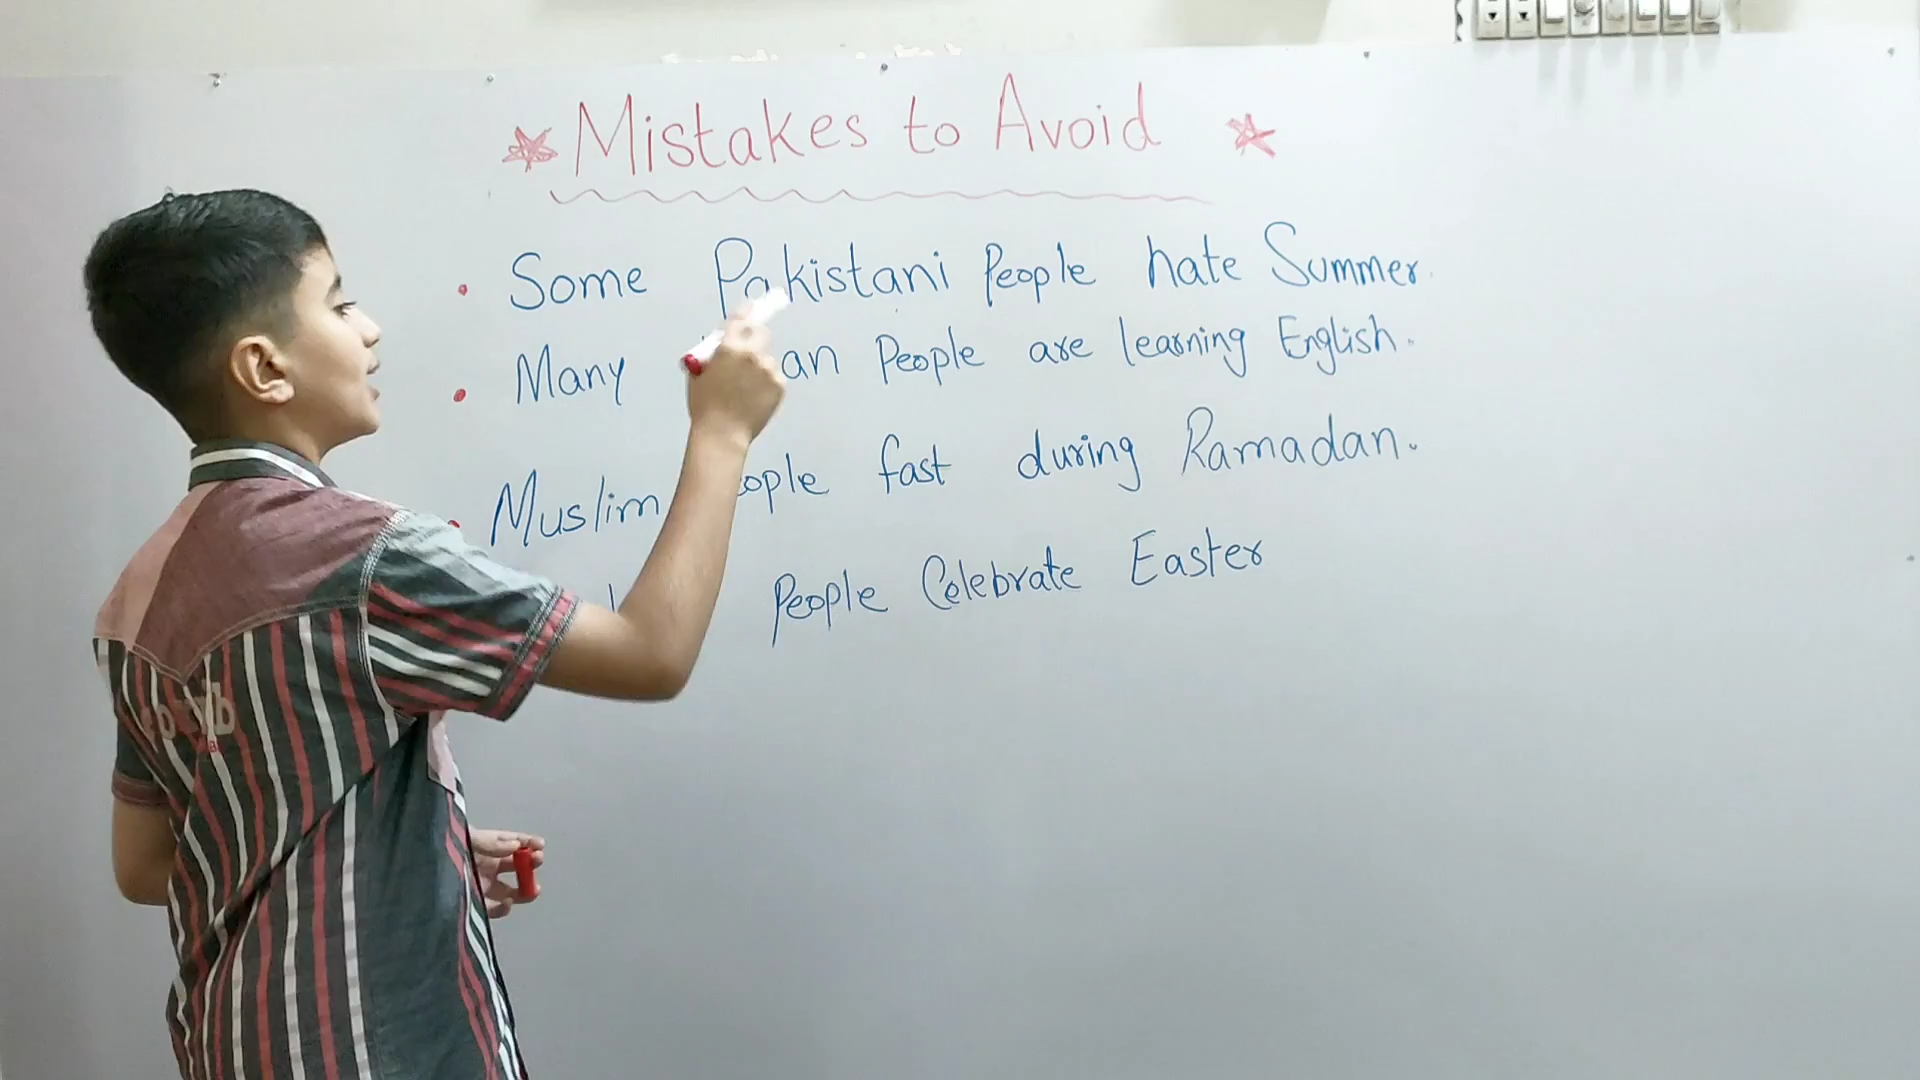 Mistakes to Avoid
Some Pakistani People hate Summer.
Many an People are learning English.
Muslim ople fast during Ramadan.
People Celebrate Easter